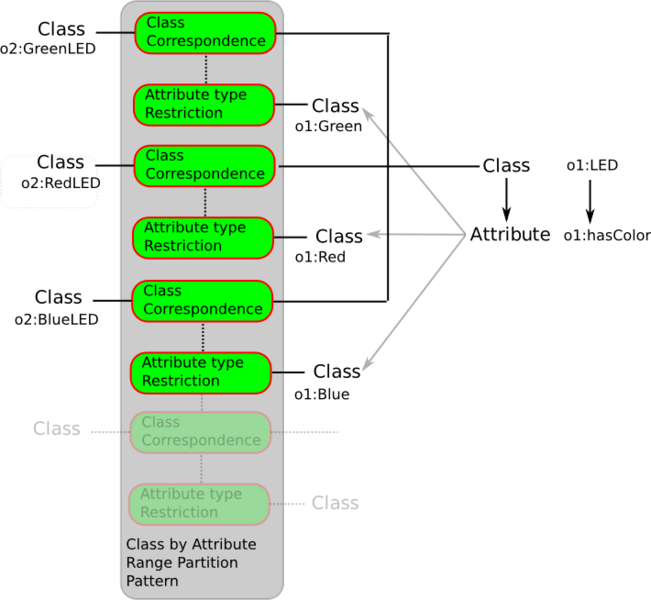 Class
o2:GreenLED
Class
Correspondence
Attribute type
Restriction
Class
o1:Green
Class
o2:RedLED
Class
Correspondence
Class
o1:LED
Attribute type
Restriction
Class
o1:Red
Attribute
o1:hasColor
Class
o2:BlueLED
Class
Correspondence
Attribute type
Restriction
Class
o1:Blue
Class
Class
Correspondence
Attribute type
Restriction
Class
Class by Attribute
Range Partition
Pattern